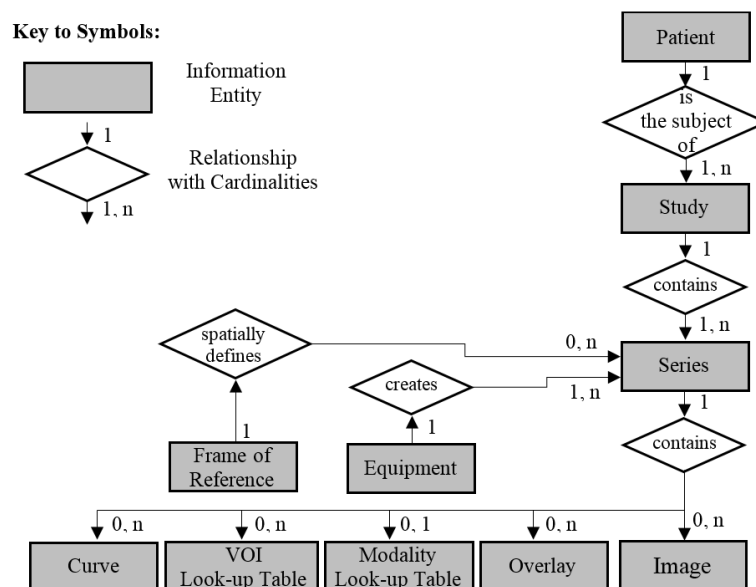 Key to Symbols:
Information
Entity
1
Relationship
with Cardinalities
1, n
Patient
1
is
the subject
of
1, n
Study
1
contains
1, n
spatially
defines
0, n
Series
creates
1, n
1
1
Frame of
Reference
1
Equipment
contains
0, n
0, n
0, 1
0, n
0, n
Curve
VOI
Look-up Table
Modality
Look-up Table
Overlay
Image